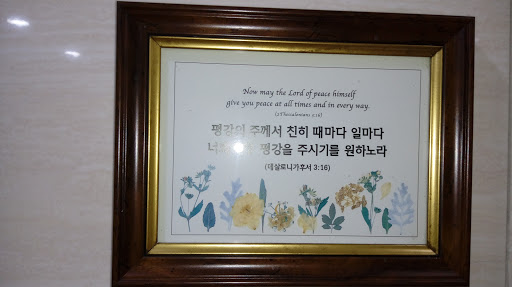 Now may the Lord of peace himself
give you peace at all times and in every way.
평강의 주께서 친히 때마다 일마다
평강을 주시기를 원하노라
(데살로니가후서 3:16)